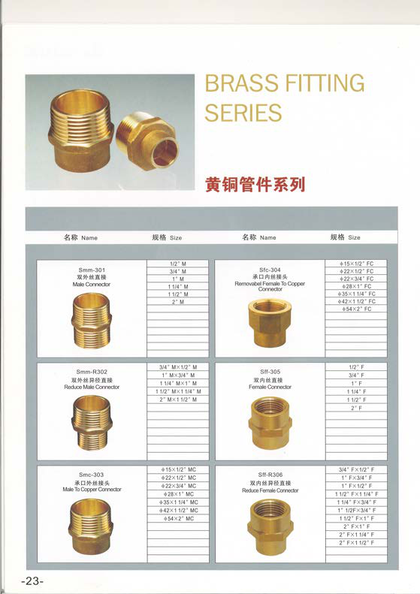 BRASS FITTING
SERIES
黄铜管件系列
名称 Name
规格 Size
名称 Name
规格 Size
Smm-301
双外丝直接
Male Connector
1/2" M
3/4" M
1" M
1 1/4" M
1 1/2" M
2" M
Sfc-304
承口内丝接头
Removabel Female To Copper
Connector
φ15×1/2" FC
φ22×1/2" FC
φ22×3/4" FC
φ28×1" FC
φ35×1 1/4" FC
φ42×1 1/2" FC
φ54×2" FC
Smm-R302
双外丝异径直接
Reduce Male Connector
3/4" M×1/2" M
1" M×3/4" M
1 1/4" M×1" M
1 1/2" M×1 1/4" M
2" M×1 1/2" M
Sff-305
双内丝直接
Female Connector
1/2" F
3/4" F
1" F
1 1/4" F
1 1/2" F
2" F
Smc-303
承口外丝接头
Male To Copper Connector
φ15×1/2" MC
φ22×1/2" MC
φ22×3/4" MC
φ28×1" MC
φ35×1 1/4" MC
φ42×1 1/2" MC
φ54×2" MC
Sff-R306
双内丝异径直接
Reduce Female Connector
3/4" F×1/2" F
1" F×3/4" F
1" F×1/2" F
1 1/2" F×1 1/4" F
1 1/4" F×3/4" F
1" 1/2F×3/4" F
1 1/2" F×1" F
2" F×1" F
2" F×1 1/2" F
2" F×1 1/2" F
-23-